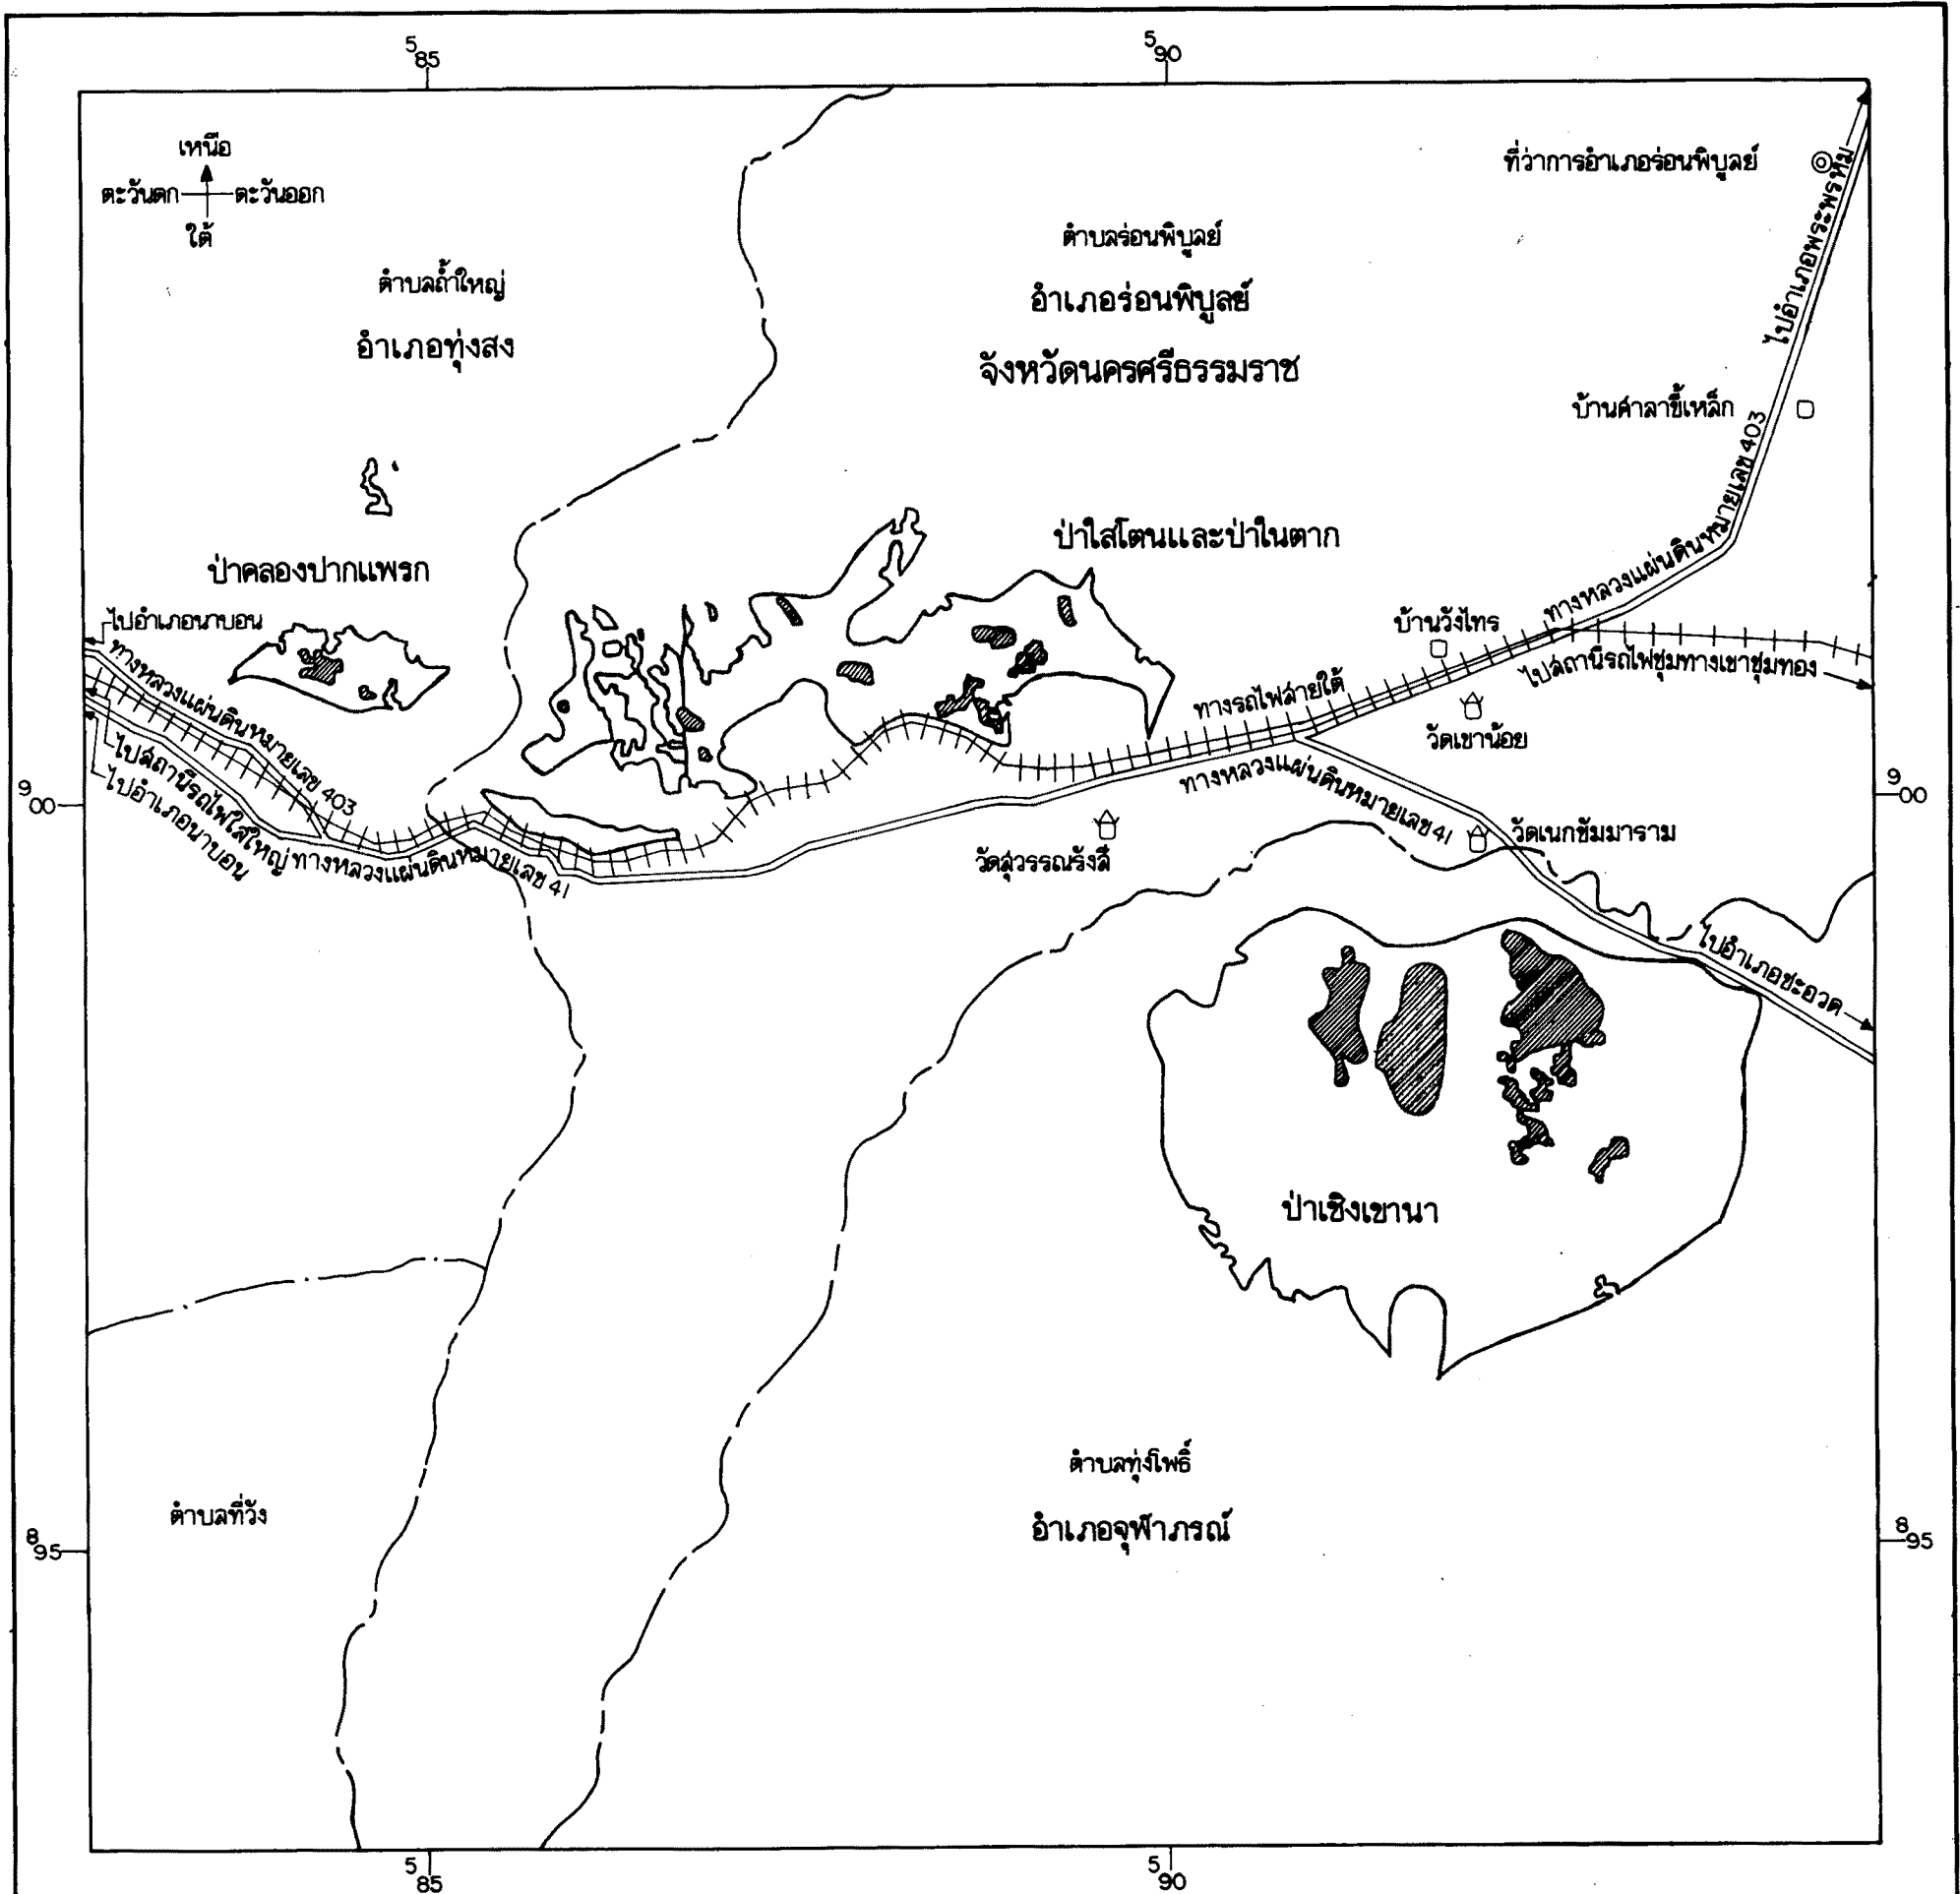 5 85
5 90
เหนือ
ตะวันตก ตะวันออก
ใต้
ที่ว่าการอำเภอร่อนพิบูลย์
ไปอำเภอพระพรหม
ตำบลร่อนพิบูลย์
อำเภอร่อนพิบูลย์
จังหวัดนครศรีธรรมราช
ตำบลถ้ำใหญ่
อำเภอทุ่งสง
บ้านศาลาขี้เหล็ก
ทางหลวงแผ่นดินหมายเลข 403
ป่าใสโตนและป่าในตาก
ป่าคลองปากแพรก
ไปอำเภอนาบอน
ทางหลวงแผ่นดินหมายเลข 403
บ้านวังไทร
ไปสถานีรถไฟชุมทางเขาชุมทอง
ทางรถไฟสายใต้
วัดเขาน้อย
ไปสถานีรถไฟใสใหญ่
ไปอำเภอนาบอน
ทางหลวงแผ่นดินหมายเลข 41
ทางหลวงแผ่นดินหมายเลข 41
9 00
9 00
วัดเนกขัมมาราม
วัดสุวรรณรังสี
ไปอำเภอชะอวด
ป่าเชิงเขานา
ตำบลทุ่งโพธิ์
อำเภอจุฬาภรณ์
ตำบลที่วัง
8 95
8 95
5 85
5 90